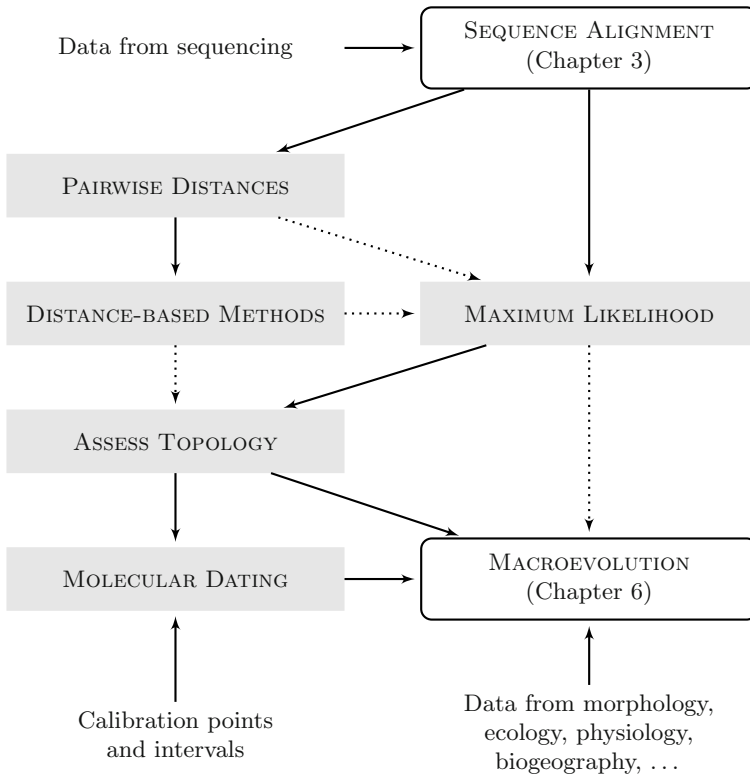 Data from sequencing
SEQUENCE ALIGNMENT
(Chapter 3)
PAIRWISE DISTANCES
DISTANCE-BASED METHODS
MAXIMUM LIKELIHOOD
ASSESS TOPOLOGY
MOLECULAR DATING
MACROEVOLUTION
(Chapter 6)
Calibration points
and intervals
Data from morphology,
ecology, physiology,
biogeography, ...